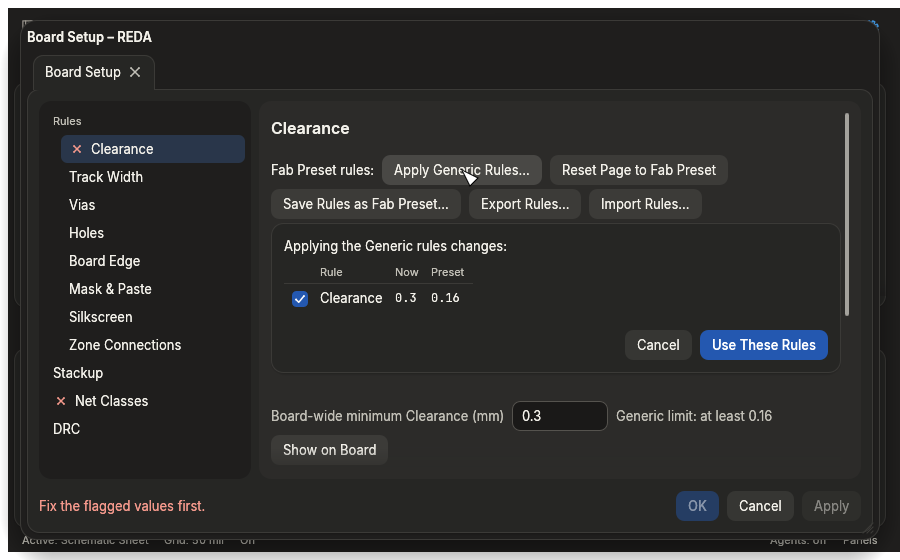 Board Setup – REDA
Board Setup
Rules
Clearance
Track Width
Vias
Holes
Board Edge
Mask & Paste
Silkscreen
Zone Connections
Stackup
Net Classes
DRC
Clearance
Fab Preset rules: Apply Generic Rules... Reset Page to Fab Preset
Save Rules as Fab Preset... Export Rules... Import Rules...
Applying the Generic rules changes:
Rule Now Preset
Clearance 0.3 0.16
Cancel Use These Rules
Board-wide minimum Clearance (mm) 0.3 Generic limit: at least 0.16
Show on Board
Fix the flagged values first.
OK Cancel Apply
Active: Schematic Sheet Grid: 50 mil On Agents: off Panels